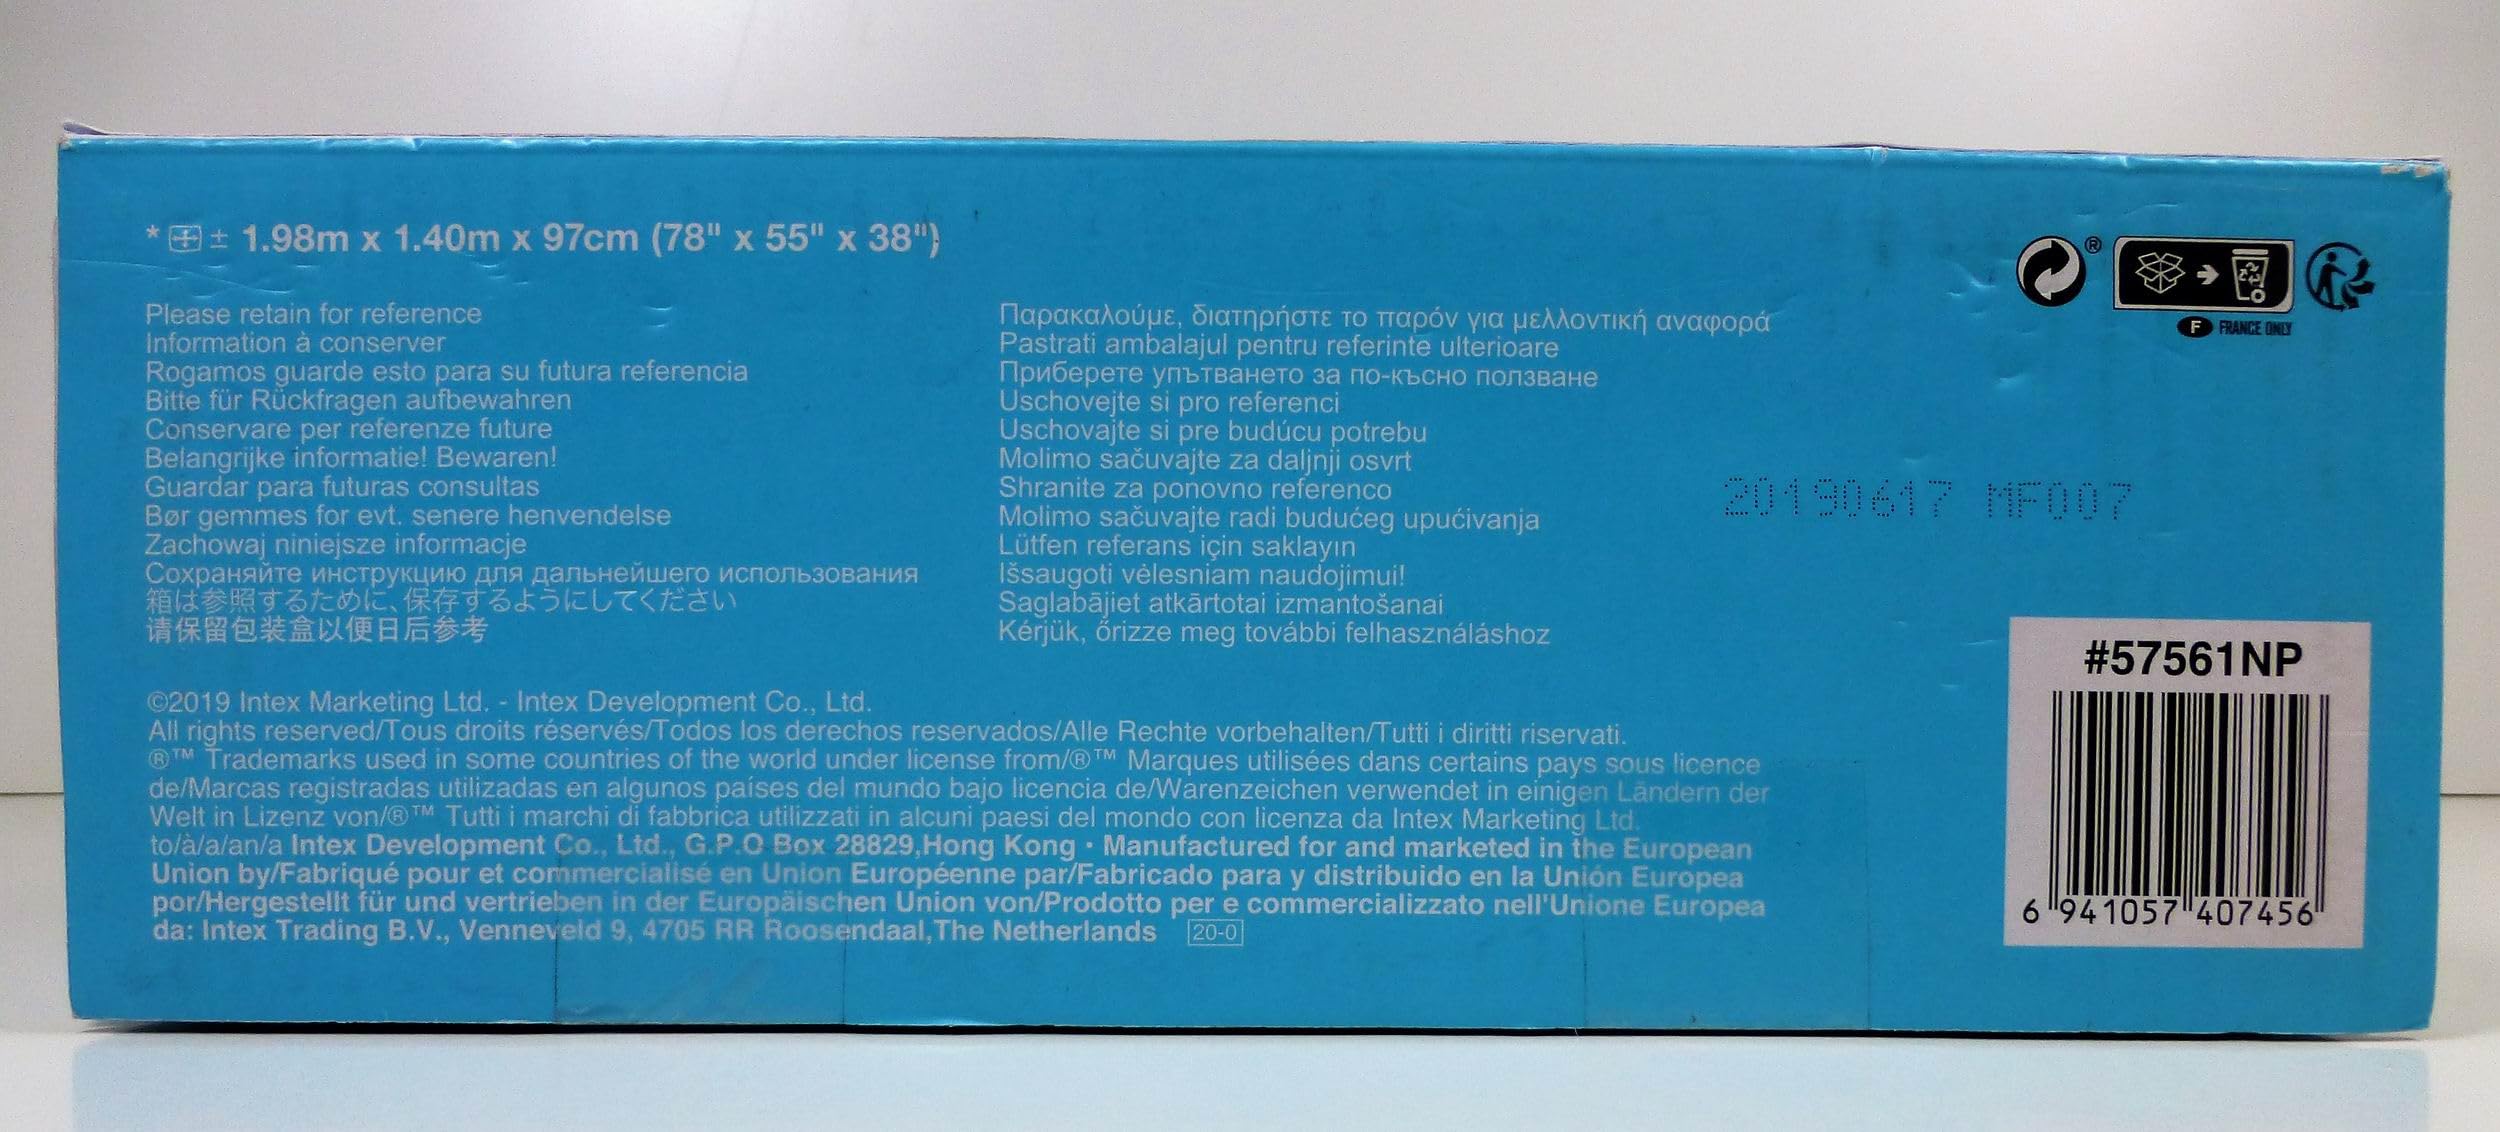 * ± 1.98m x 1.40m x 97cm (78" x 55" x 38")
Please retain for reference
Information à conserver
Rogamos guarde esto para su futura referencia
Bitte für Rückfragen aufbewahren
Conservare per referenze future
Belangrijke informatie! Bewaren!
Guardar para futuras consultas
Bør gemmes for evt. senere henvendelse
Zachowaj niniejsze informacje
Сохраняйте инструкцию для дальнейшего использования
箱は参照するために、保存するようにしてください
请保留包装盒以便日后参考
Παρακαλούμε, διατηρήστε το παρόν για μελλοντική αναφορά
Pastrati ambalajul pentru referinte ulterioare
Приберете упътването за по-късно ползване
Uschovejte si pro referenci
Uschovajte si pre budúcu potrebu
Molimo sačuvajte za daljnji osvrt
Shranite za ponovno referenco
Molimo sačuvajte radi budućeg upućivanja
Lütfen referans için saklayın
Išsaugoti vėlesniam naudojimui!
Saglabājiet atkārtotai izmantošanai
Kérjük, őrizze meg további felhasználáshoz
®
F FRANCE ONLY
20190617 MF007
#57561NP
6 941057 407456
©2019 Intex Marketing Ltd. - Intex Development Co., Ltd.
All rights reserved/Tous droits réservés/Todos los derechos reservados/Alle Rechte vorbehalten/Tutti i diritti riservati.
®™ Trademarks used in some countries of the world under license from/®™ Marques utilisées dans certains pays sous licence
de/Marcas registradas utilizadas en algunos países del mundo bajo licencia de/Warenzeichen verwendet in einigen Ländern der
Welt in Lizenz von/®™ Tutti i marchi di fabbrica utilizzati in alcuni paesi del mondo con licenza da Intex Marketing Ltd.
to/à/a/an/a Intex Development Co., Ltd., G.P.O Box 28829,Hong Kong • Manufactured for and marketed in the European
Union by/Fabriqué pour et commercialisé en Union Européenne par/Fabricado para y distribuido en la Unión Europea
por/Hergestellt für und vertrieben in der Europäischen Union von/Prodotto per e commercializzato nell'Unione Europea
da: Intex Trading B.V., Venneveld 9, 4705 RR Roosendaal,The Netherlands 20-0